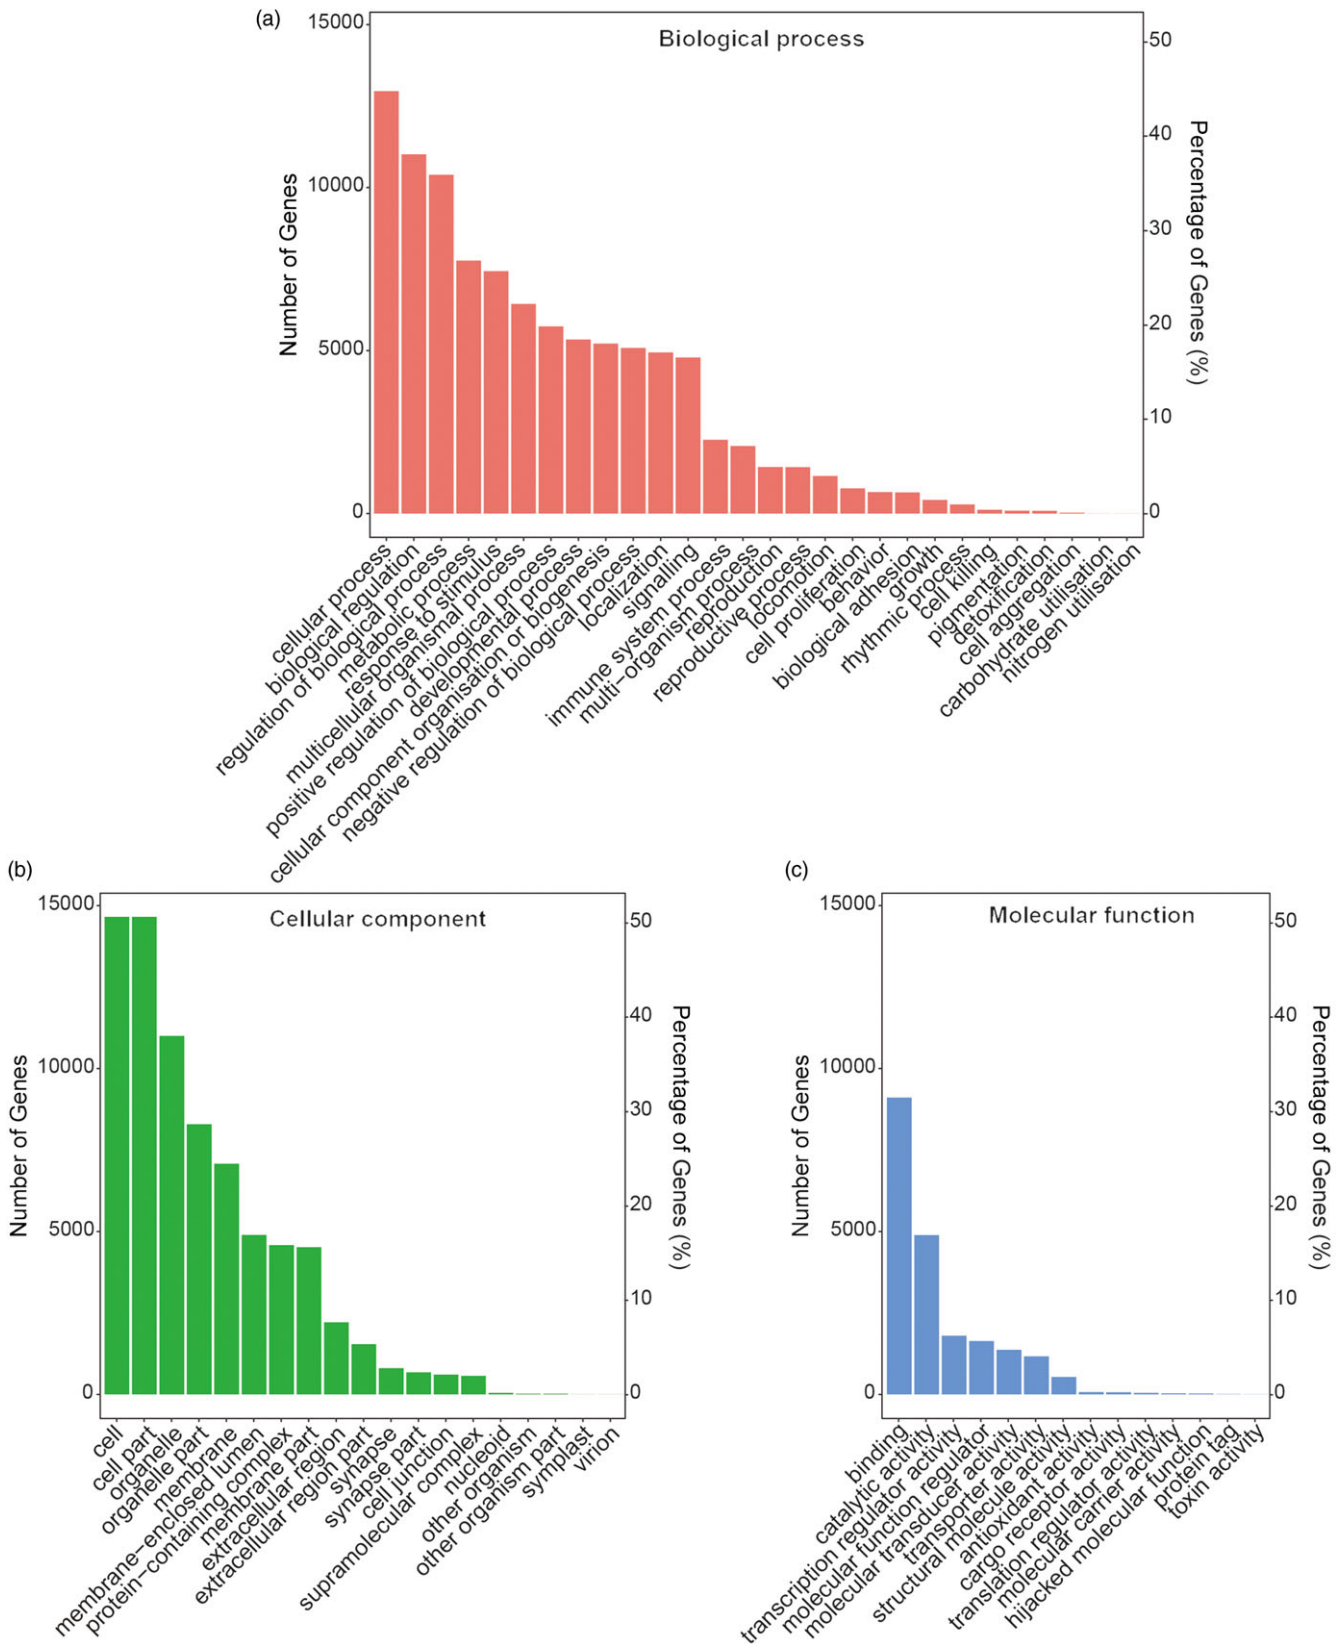 (a)
Biological process
15000
10000
5000
0
Number of Genes
50
40
30
20
10
0
Percentage of Genes (%)
cellular process
biological regulation
regulation of biological process
metabolic process
response to stimulus
multicellular organismal process
positive regulation of biological process
developmental process
cellular component organisation or biogenesis
negative regulation of biological process
localization
signalling
immune system process
multi-organism process
reproduction
reproductive process
locomotion
cell proliferation
behavior
biological adhesion
growth
rhythmic process
cell killing
pigmentation
detoxification
cell aggregation
carbohydrate utilisation
nitrogen utilisation
(b)
Cellular component
15000
10000
5000
0
Number of Genes
50
40
30
20
10
0
Percentage of Genes (%)
cell
cell part
organelle
organelle part
membrane
membrane-enclosed lumen
protein-containing complex
membrane part
extracellular region
extracellular region part
synapse
synapse part
cell junction
supramolecular complex
nucleoid
other organism
other organism part
symplast
virion
(c)
Molecular function
15000
10000
5000
0
Number of Genes
50
40
30
20
10
0
Percentage of Genes (%)
binding
catalytic activity
transcription regulator activity
molecular function regulator
molecular transducer activity
transporter activity
structural molecule activity
antioxidant activity
cargo receptor activity
translation regulator activity
molecular carrier activity
hijacked molecular function
protein tag
toxin activity